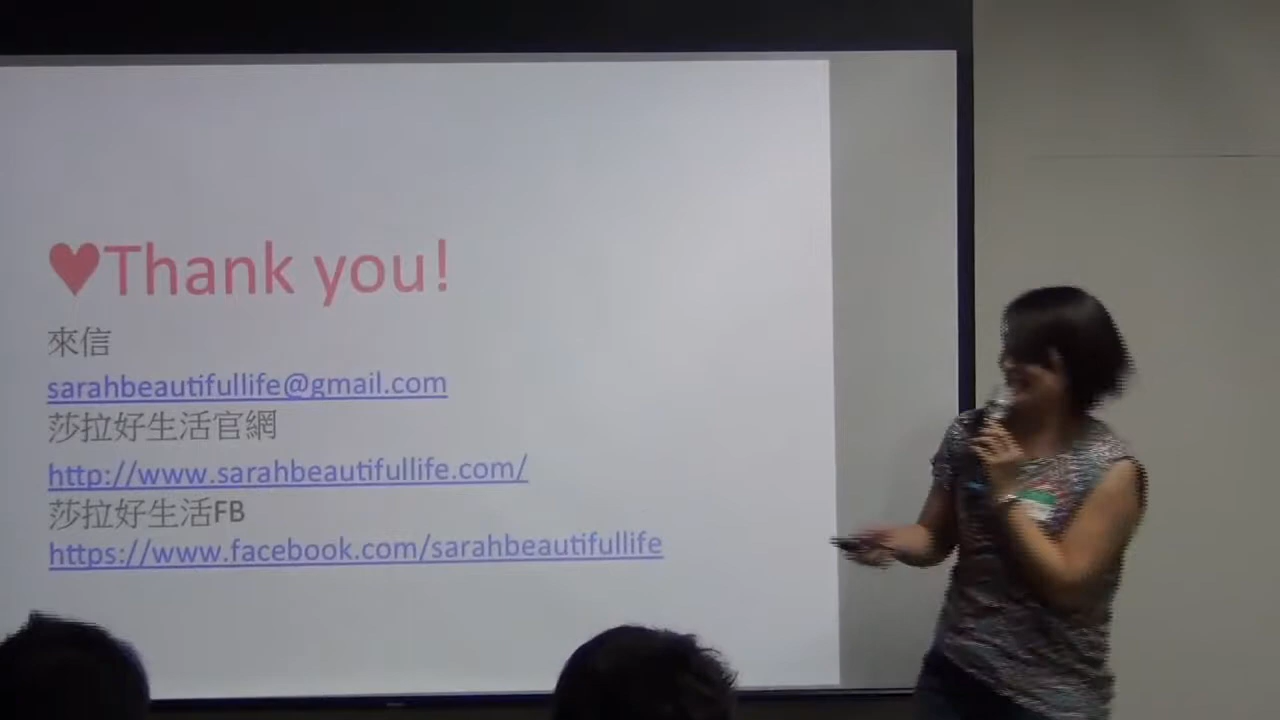 ♥Thank you!
來信
sarahbeautifullife@gmail.com
莎拉好生活官網
http://www.sarahbeautifullife.com/
莎拉好生活FB
https://www.facebook.com/sarahbeautifullife